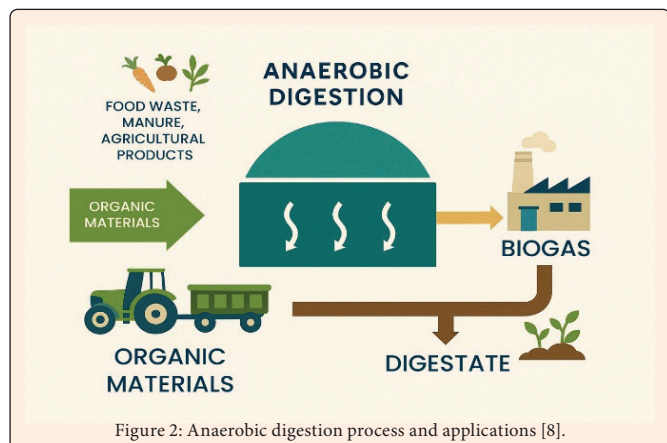 ANAEROBIC
DIGESTION
FOOD WASTE,
MANURE,
AGRICULTURAL
PRODUCTS
ORGANIC
MATERIALS
BIOGAS
ORGANIC
MATERIALS
DIGESTATE
Figure 2: Anaerobic digestion process and applications [8].